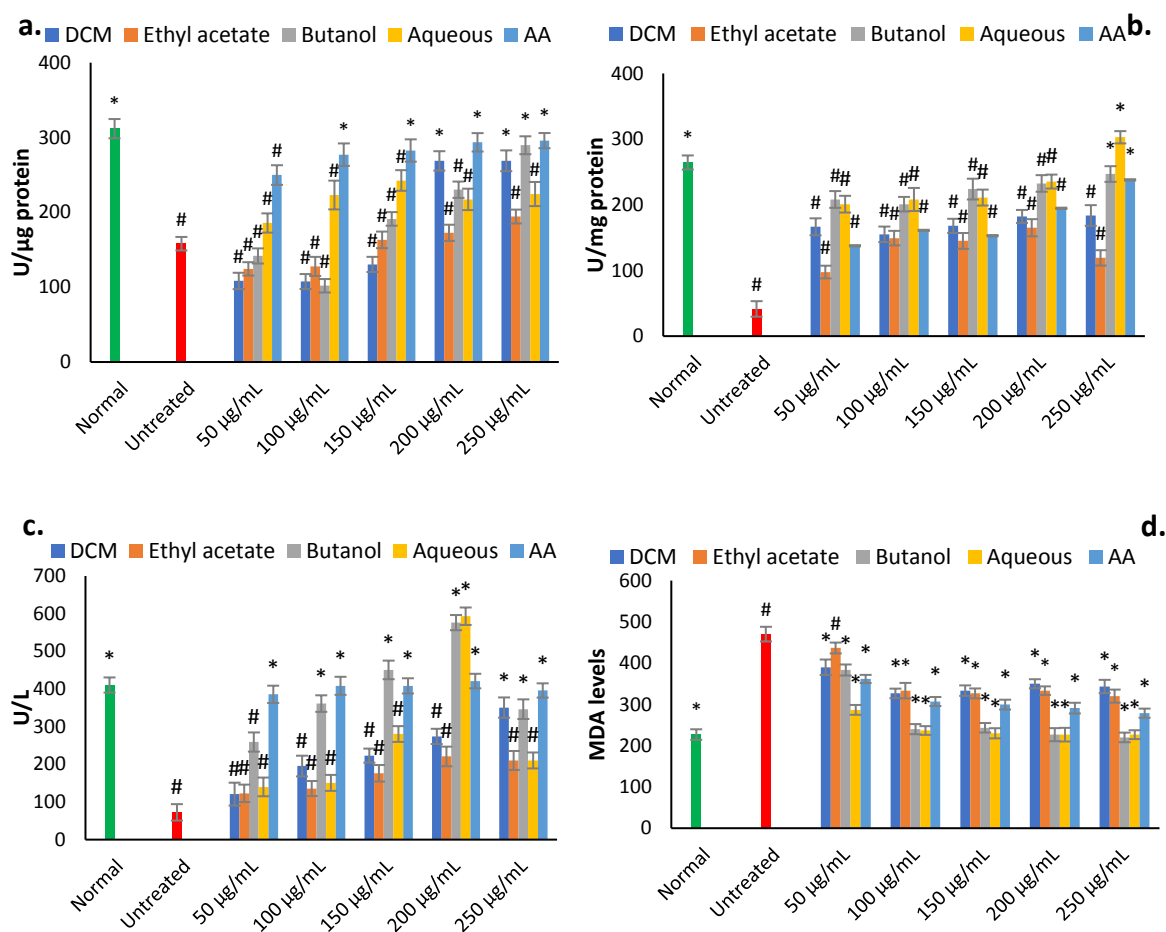 a.
DCM Ethyl acetate Butanol Aqueous AA
U/µg protein
400
300
200
100
0
* # # # # # # # # # # * # # # # * * # # # * * # * # *
Normal Untreated 50 µg/mL 100 µg/mL 150 µg/mL 200 µg/mL 250 µg/mL
b.
DCM Ethyl acetate Butanol Aqueous AA
U/mg protein
400
300
200
100
0
* # # # # # # # # # # # # # # # # # # # # # # # * * *
Normal Untreated 50 µg/mL 100 µg/mL 150 µg/mL 200 µg/mL 250 µg/mL
c.
DCM Ethyl acetate Butanol Aqueous AA
U/L
700
600
500
400
300
200
100
0
* # # # # # * # # * # * # # * # * # # * * * * # * # *
Normal Untreated 50 µg/mL 100 µg/mL 150 µg/mL 200 µg/mL 250 µg/mL
d.
DCM Ethyl acetate Butanol Aqueous AA
MDA levels
600
500
400
300
200
100
0
* # * # * * * * * * * * * * * * * * * * * * * * * * *
Normal Untreated 50 µg/mL 100 µg/mL 150 µg/mL 200 µg/mL 250 µg/mL